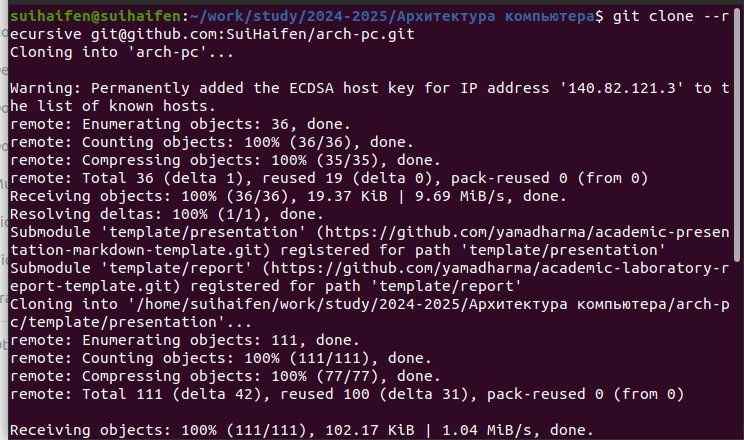 suihaifen@suihaifen:~/work/study/2024-2025/Архитектура компьютера$ git clone --r
ecursive git@github.com:SuiHaifen/arch-pc.git
Cloning into 'arch-pc'...
Warning: Permanently added the ECDSA host key for IP address '140.82.121.3' to t
he list of known hosts.
remote: Enumerating objects: 36, done.
remote: Counting objects: 100% (36/36), done.
remote: Compressing objects: 100% (35/35), done.
remote: Total 36 (delta 1), reused 19 (delta 0), pack-reused 0 (from 0)
Receiving objects: 100% (36/36), 19.37 KiB | 9.69 MiB/s, done.
Resolving deltas: 100% (1/1), done.
Submodule 'template/presentation' (https://github.com/yamadharma/academic-presen
tation-markdown-template.git) registered for path 'template/presentation'
Submodule 'template/report' (https://github.com/yamadharma/academic-laboratory-r
eport-template.git) registered for path 'template/report'
Cloning into '/home/suihaifen/work/study/2024-2025/Архитектура компьютера/arch-p
c/template/presentation'...
remote: Enumerating objects: 111, done.
remote: Counting objects: 100% (111/111), done.
remote: Compressing objects: 100% (77/77), done.
remote: Total 111 (delta 42), reused 100 (delta 31), pack-reused 0 (from 0)
Receiving objects: 100% (111/111), 102.17 KiB | 1.04 MiB/s, done.